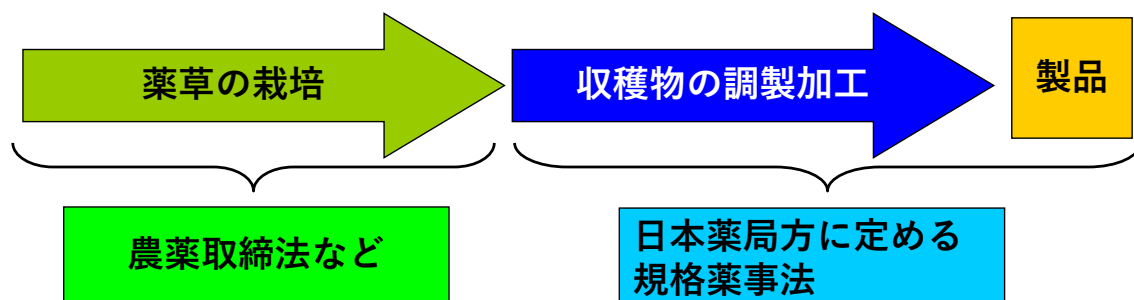 薬草の栽培
収穫物の調製加工
製品
農薬取締法など
日本薬局方に定める
規格薬事法